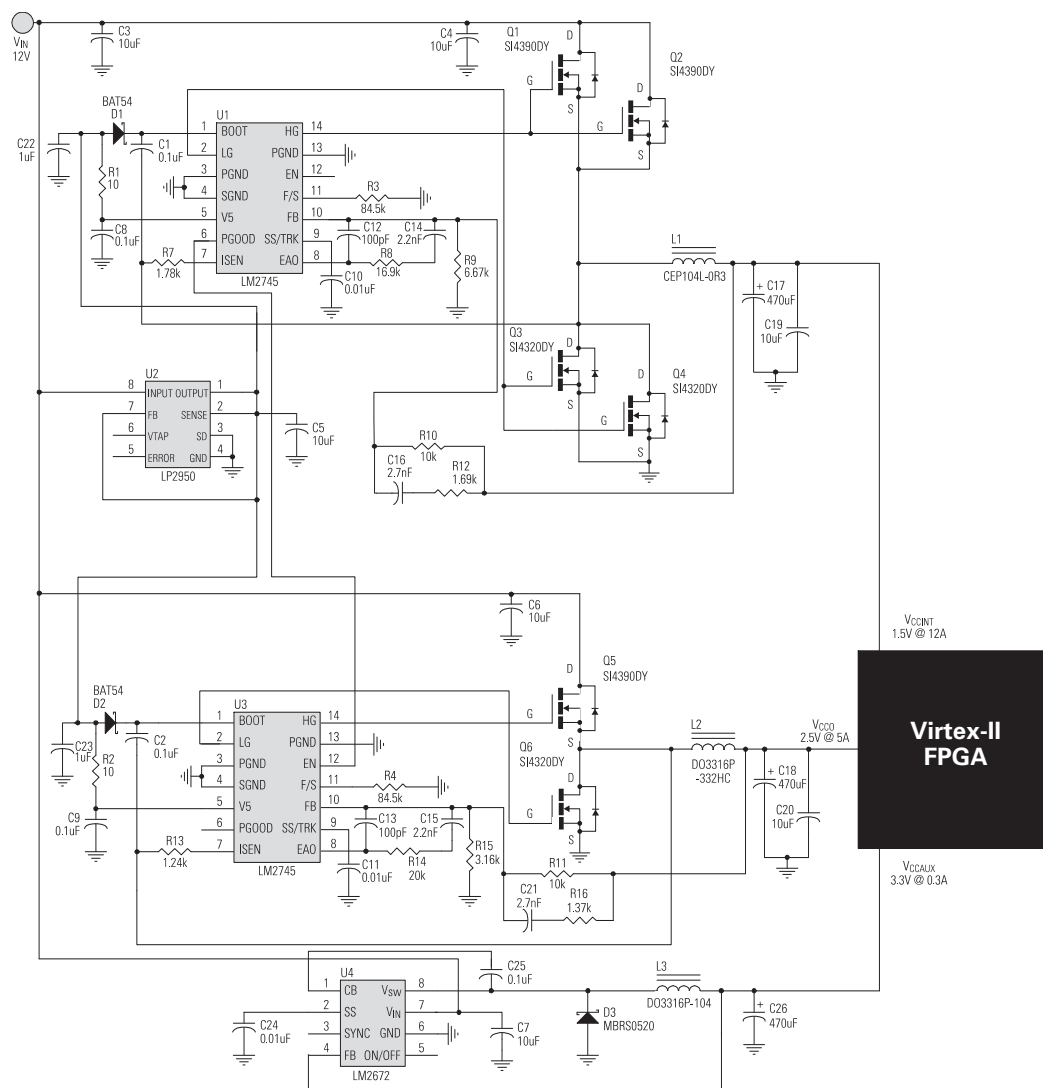 VIN
12V
C3
10uF
C4
10uF
Q1
SI4390DY
D
G
S
Q2
SI4390DY
D
G
S
BAT54
D1
C22
1uF
C1
0.1uF
R1
10
C8
0.1uF
R7
1.78k
U1
1 BOOT HG 14
2 LG PGND 13
3 PGND EN 12
4 SGND F/S 11
5 V5 FB 10
6 PGOOD SS/TRK 9
7 ISEN EAO 8
LM2745
R3
84.5k
C12
100pF
C14
2.2nF
R8
16.9k
R9
6.67k
C10
0.01uF
L1
CEP104L-0R3
C17
+ 470uF
C19
10uF
Q3
SI4320DY
D
G
S
Q4
SI4320DY
D
G
S
U2
8 INPUT OUTPUT 1
7 FB SENSE 2
6 VTAP SD 3
5 ERROR GND 4
LP2950
C5
10uF
R10
10k
C16
2.7nF
R12
1.69k
C6
10uF
Q5
SI4390DY
D
G
S
Q6
SI4320DY
D
G
S
BAT54
D2
C23
1uF
C2
0.1uF
R2
10
C9
0.1uF
R13
1.24k
U3
1 BOOT HG 14
2 LG PGND 13
3 PGND EN 12
4 SGND F/S 11
5 V5 FB 10
6 PGOOD SS/TRK 9
7 ISEN EAO 8
LM2745
R4
84.5k
C13
100pF
C15
2.2nF
R14
20k
R15
3.16k
C11
0.01uF
L2
DO3316P
-332HC
+ C18
470uF
C20
10uF
R11
10k
C21
2.7nF
R16
1.37k
VCCINT
1.5V @ 12A
VCCO
2.5V @ 5A
Virtex-II
FPGA
VCCAUX
3.3V @ 0.3A
C25
0.1uF
U4
1 CB VSW 8
2 SS VIN 7
3 SYNC GND 6
4 FB ON/OFF 5
LM2672
C24
0.01uF
C7
10uF
D3
MBRS0520
L3
DO3316P-104
+ C26
470uF